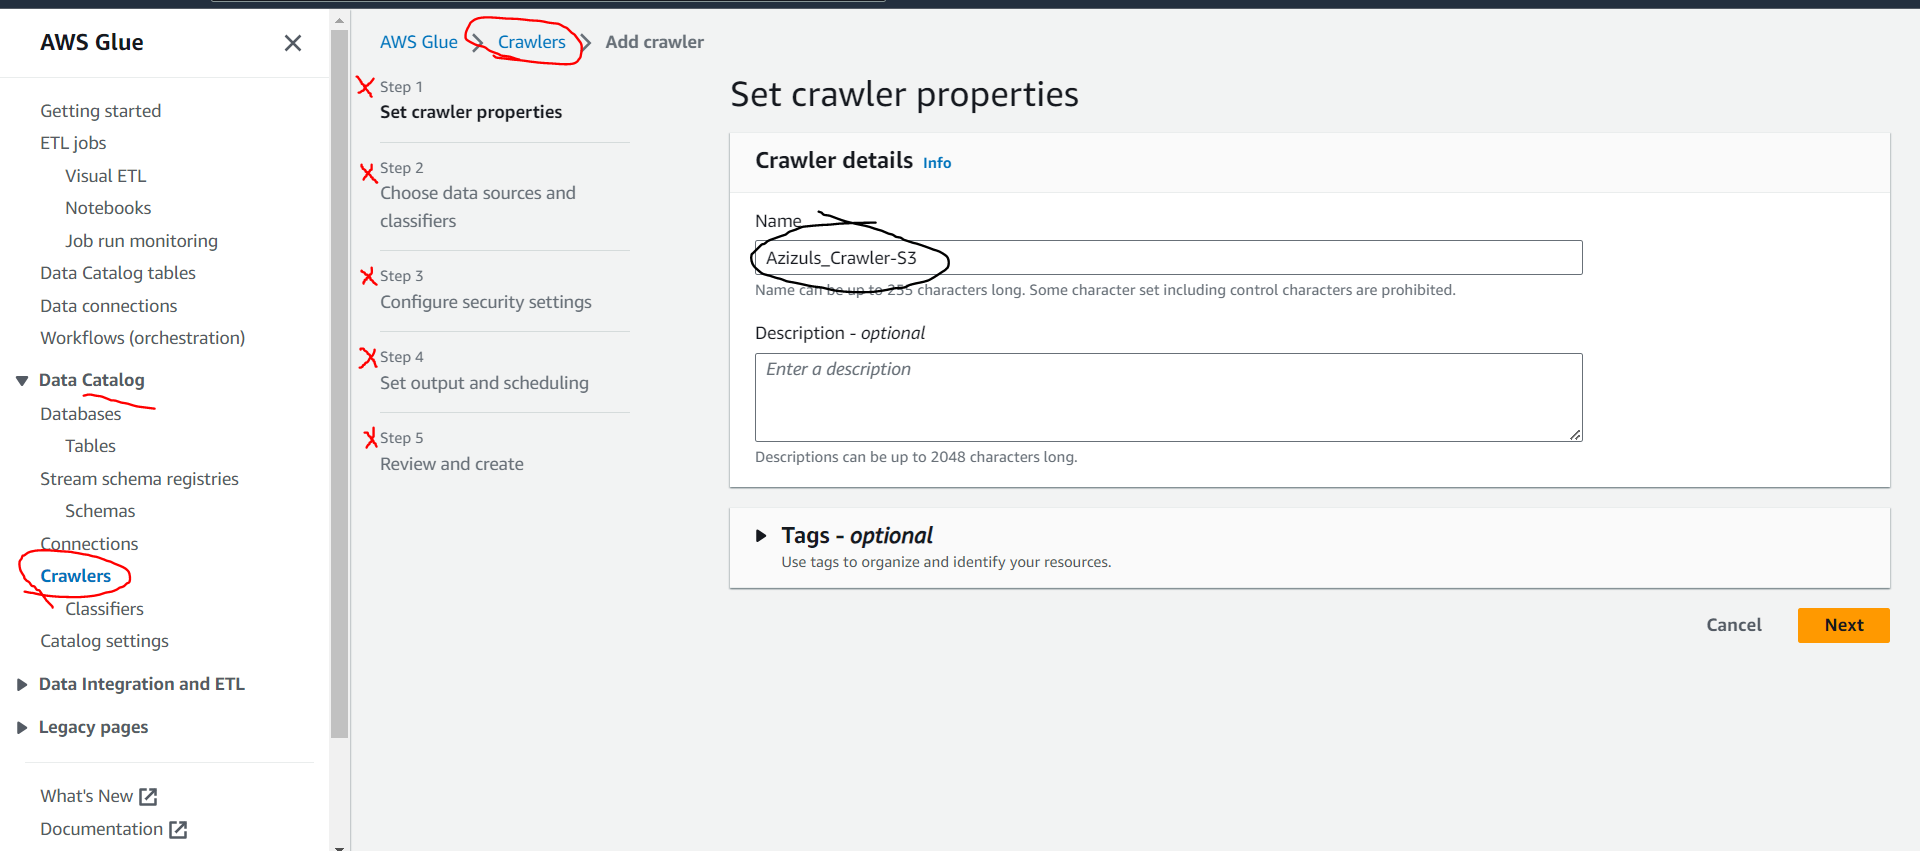 AWS Glue
Getting started
ETL jobs
Visual ETL
Notebooks
Job run monitoring
Data Catalog tables
Data connections
Workflows (orchestration)
Data Catalog
Databases
Tables
Stream schema registries
Schemas
Connections
Crawlers
Classifiers
Catalog settings
Data Integration and ETL
Legacy pages
What's New
Documentation
AWS Glue Crawlers Add crawler
Step 1
Set crawler properties
Step 2
Choose data sources and
classifiers
Step 3
Configure security settings
Step 4
Set output and scheduling
Step 5
Review and create
Set crawler properties
Crawler details Info
Name
Azizuls_Crawler-S3
Name can be up to 255 characters long. Some character set including control characters are prohibited.
Description - optional
Enter a description
Descriptions can be up to 2048 characters long.
Tags - optional
Use tags to organize and identify your resources.
Cancel Next